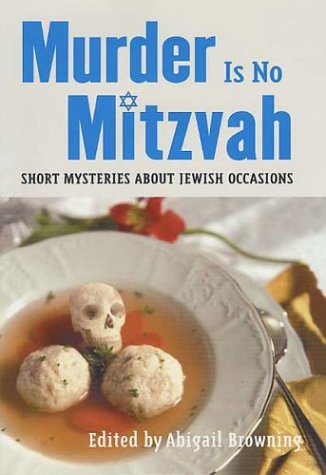 Murder Is No
Mitzvah
SHORT MYSTERIES ABOUT JEWISH OCCASIONS
Edited by Abigail Browning